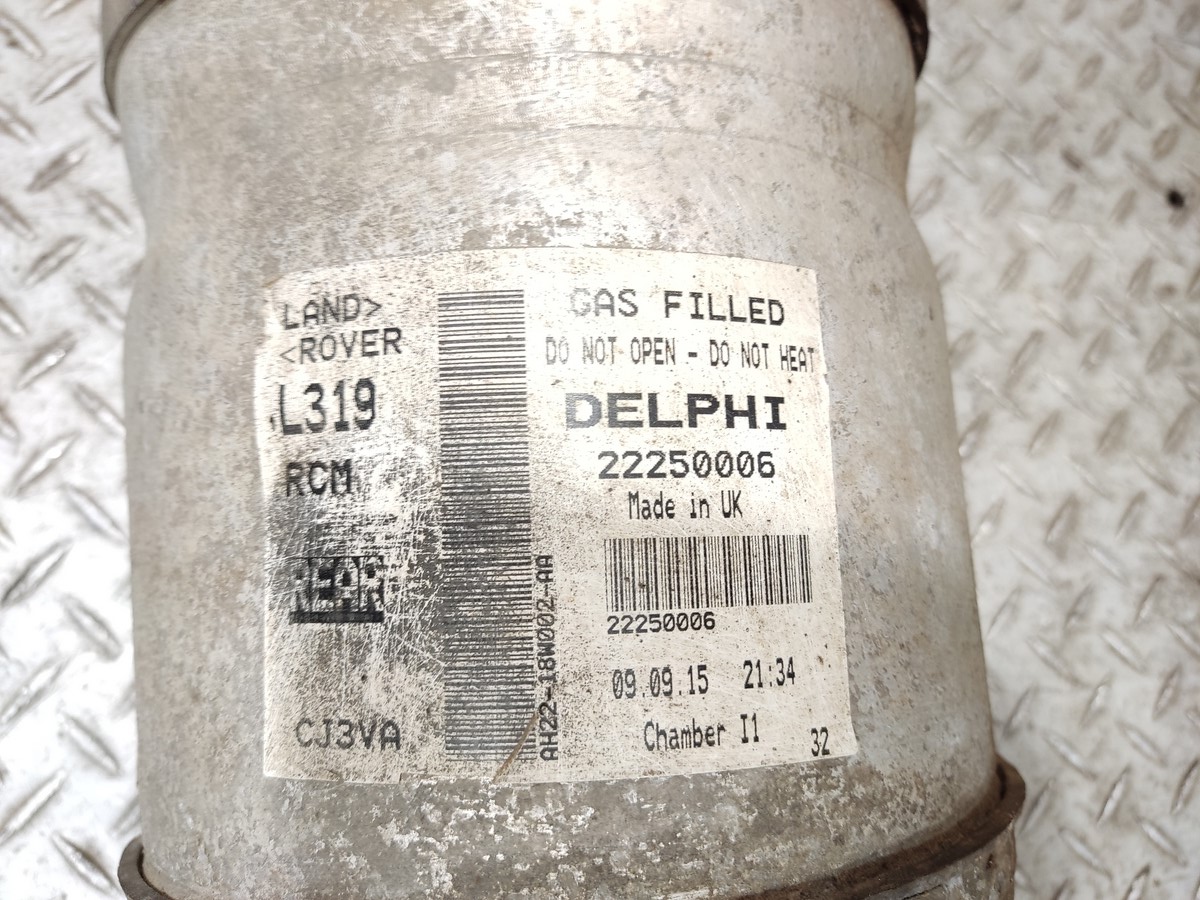 LAND>
<ROVER
L319
RCM
REAR
CJ3VA
AH22-18W002-AA
GAS FILLED
DO NOT OPEN - DO NOT HEAT
DELPHI
22250006
Made in UK
22250006
09.09.15 21:34
Chamber I1
32